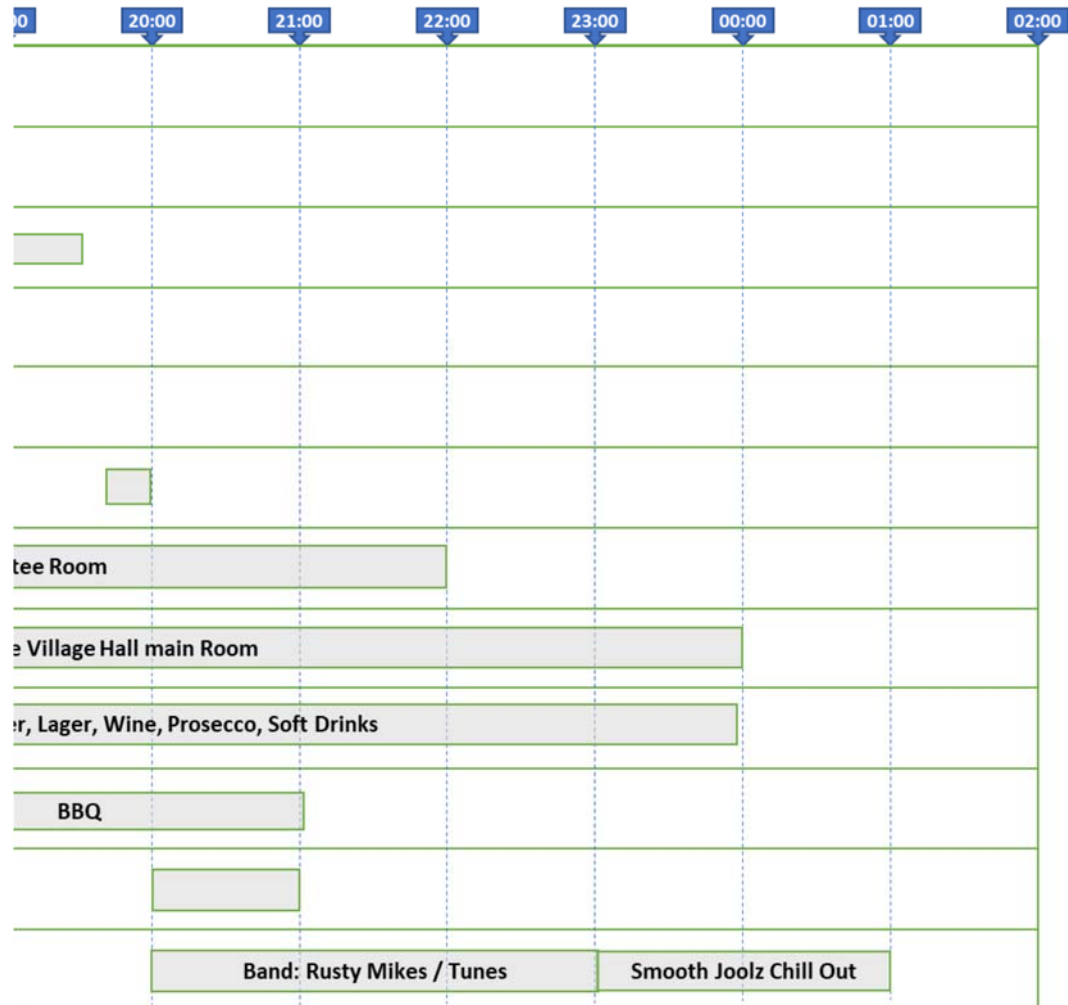 00 20:00 21:00 22:00 23:00 00:00 01:00 02:00
tee Room
e Village Hall main Room
er, Lager, Wine, Prosecco, Soft Drinks
BBQ
Band: Rusty Mikes / Tunes Smooth Joolz Chill Out